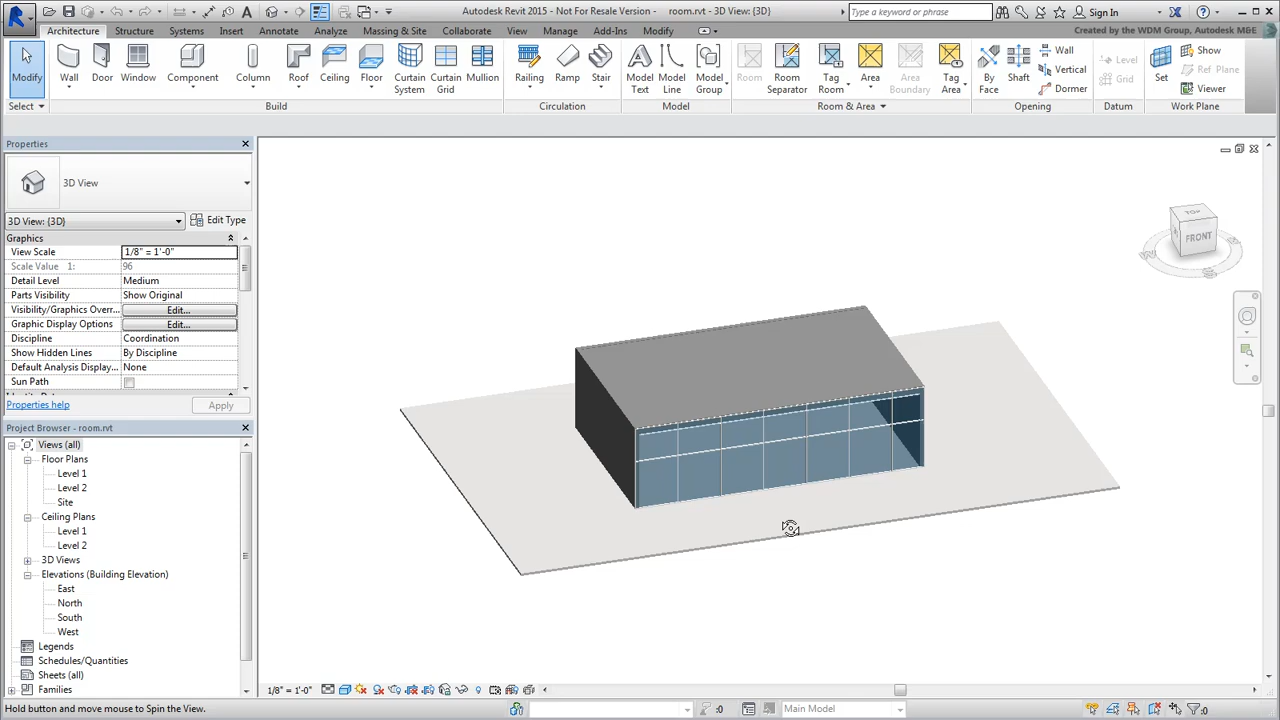 Autodesk Revit 2015 - Not For Resale Version - room.rvt - 3D View: {3D}
Type a keyword or phrase
Sign In
Architecture Structure Systems Insert Annotate Analyze Massing & Site Collaborate View Manage Add-Ins Modify
Created by the WDM Group, Autodesk M&E
Modify Wall Door Window Component Column Roof Ceiling Floor Curtain System Curtain Grid Mullion Railing Ramp Stair Model Text Model Line Model Group Room Room Separator Tag Room Area Area Boundary Tag Area By Face Shaft Wall Vertical Dormer Level Grid Set Show Ref Plane Viewer
Select Build Circulation Model Room & Area Opening Datum Work Plane
Properties
3D View
3D View: {3D} Edit Type
Graphics
View Scale 1/8" = 1'-0"
Scale Value 1: 96
Detail Level Medium
Parts Visibility Show Original
Visibility/Graphics Overr... Edit...
Graphic Display Options Edit...
Discipline Coordination
Show Hidden Lines By Discipline
Default Analysis Display... None
Sun Path
Properties help Apply
Project Browser - room.rvt
Views (all)
Floor Plans
Level 1
Level 2
Site
Ceiling Plans
Level 1
Level 2
3D Views
Elevations (Building Elevation)
East
North
South
West
Legends
Schedules/Quantities
Sheets (all)
Families
TOP
FRONT
W
S
1/8" = 1'-0"
Hold button and move mouse to Spin the View.
:0 Main Model :0